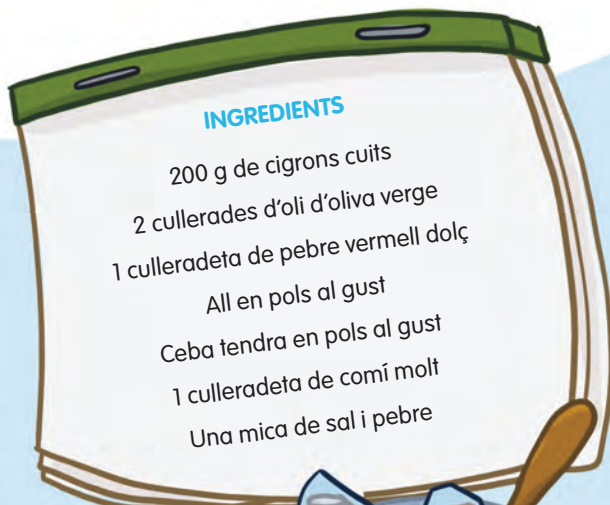 INGREDIENTS
200 g de cigrons cuits
2 cullerades d’oli d’oliva verge
1 culleradeta de pebre vermell dolç
All en pols al gust
Ceba tendra en pols al gust
1 culleradeta de comí molt
Una mica de sal i pebre